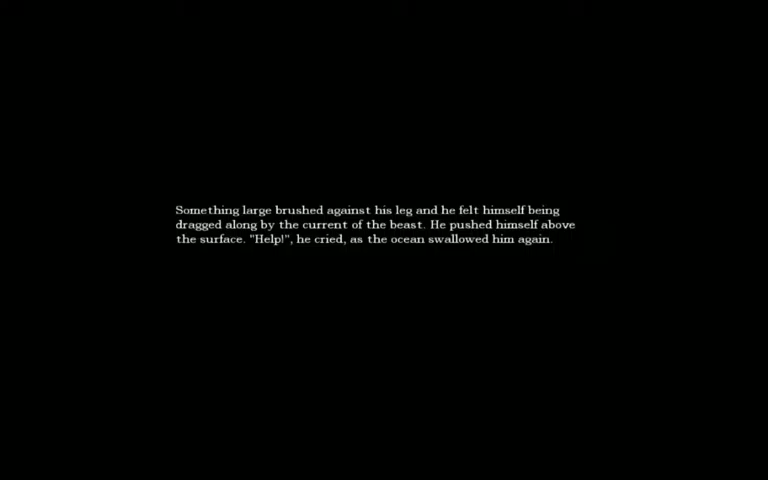 Something large brushed against his leg and he felt himself being
dragged along by the current of the beast. He pushed himself above
the surface. "Help!", he cried, as the ocean swallowed him again.